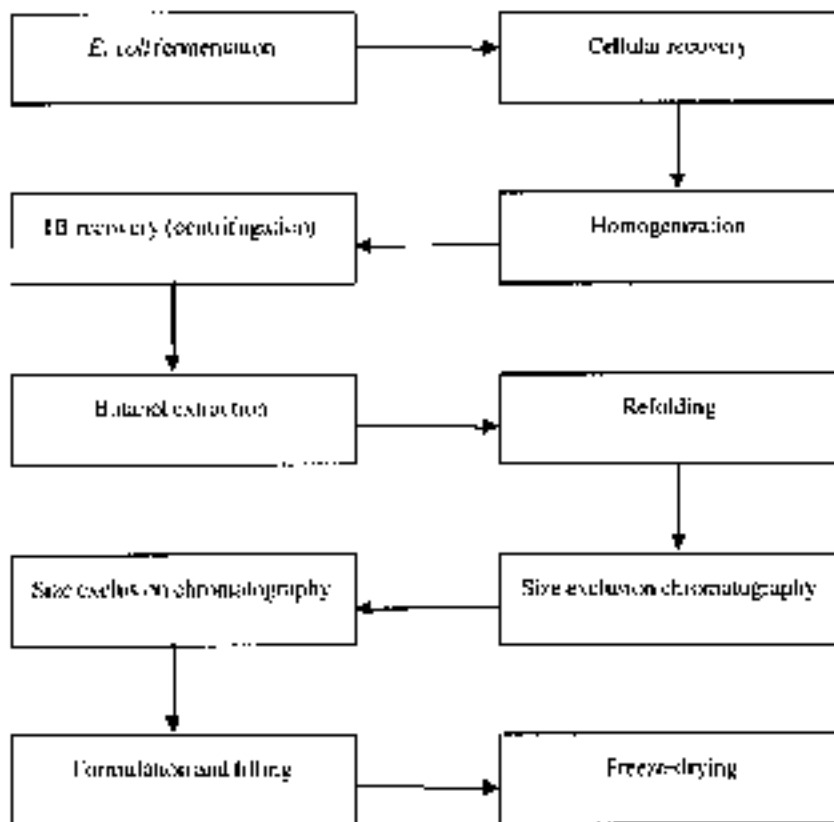 E. coli fermentation
Cellular recovery
Homogenization
IB recovery (centrifugation)
Butanol extraction
Refolding
Size exclusion chromatography
Size exclusion chromatography
Formulation and filling
Freeze-drying